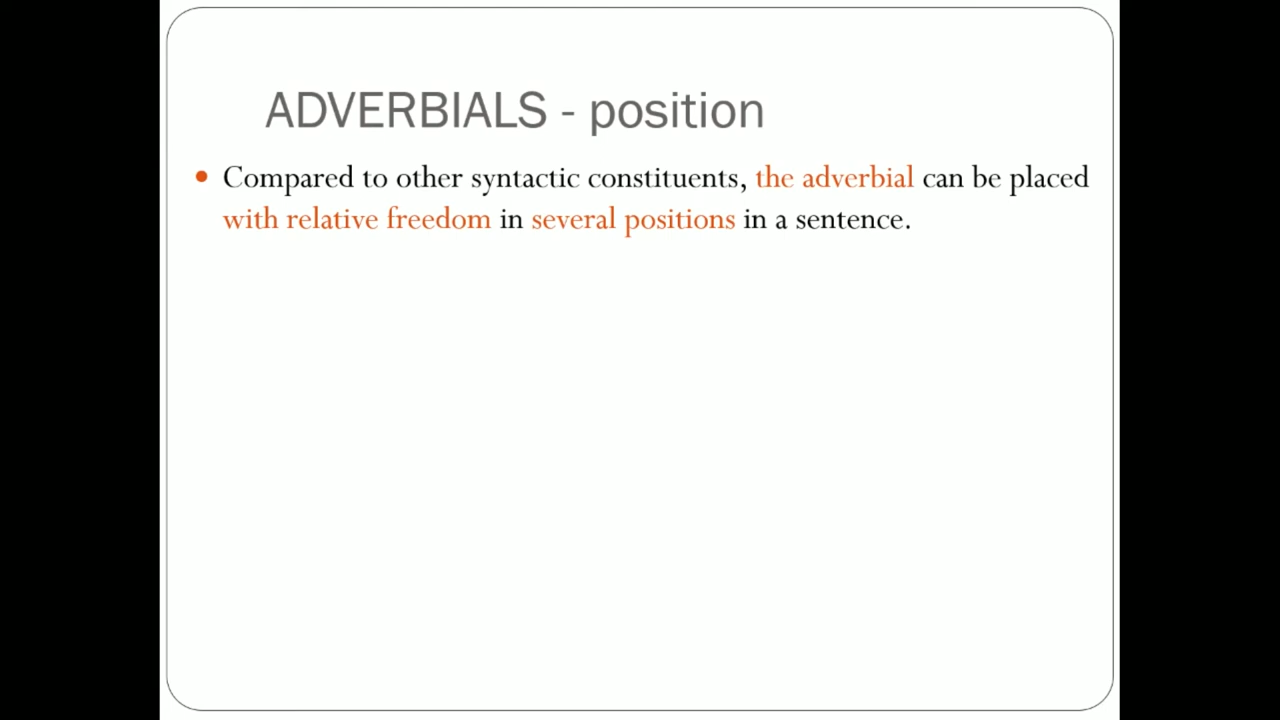 ADVERBIALS - position
• Compared to other syntactic constituents, the adverbial can be placed
with relative freedom in several positions in a sentence.